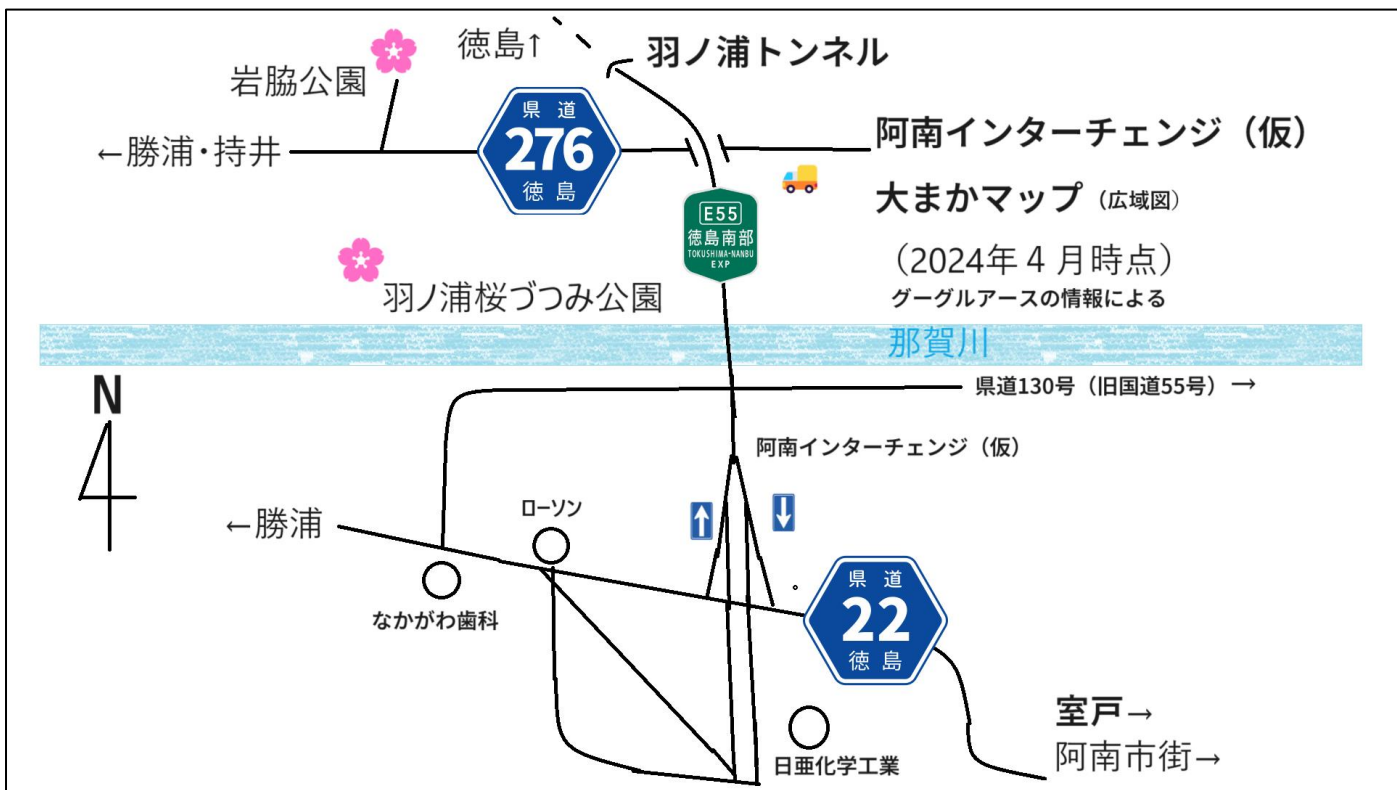 徳島↑
羽ノ浦トンネル
岩脇公園
県道
276
徳島
←勝浦・持井
阿南インターチェンジ（仮）
大まかマップ（広域図）
（2024年４月時点）
グーグルアースの情報による
E55
徳島南部
TOKUSHIMA-NANBU
EXP
羽ノ浦桜づつみ公園
那賀川
県道130号（旧国道55号）→
N
阿南インターチェンジ（仮）
ローソン
←勝浦
なかがわ歯科
県道
22
徳島
日亜化学工業
室戸→
阿南市街→